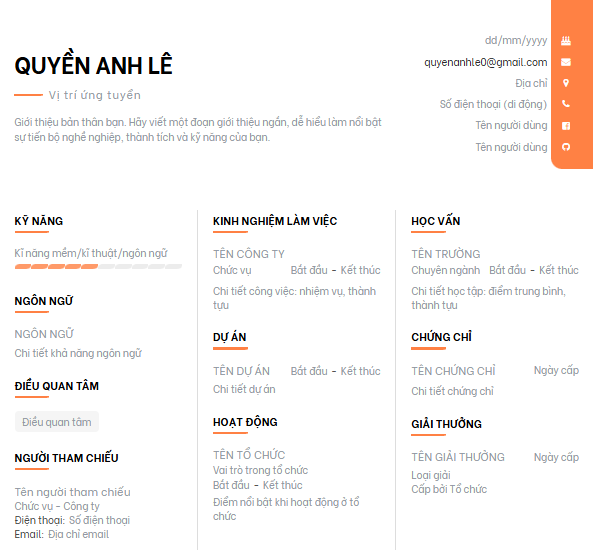 QUYỀN ANH LÊ
Vị trí ứng tuyển
Giới thiệu bản thân bạn. Hãy viết một đoạn giới thiệu ngắn, dễ hiểu làm nổi bật
sự tiến bộ nghề nghiệp, thành tích và kỹ năng của bạn.
dd/mm/yyyy
quyenanhle0@gmail.com
Địa chỉ
Số điện thoại (di động)
Tên người dùng
Tên người dùng
KỸ NĂNG
Kĩ năng mềm/kĩ thuật/ngôn ngữ
NGÔN NGỮ
NGÔN NGỮ
Chi tiết khả năng ngôn ngữ
ĐIỀU QUAN TÂM
Điều quan tâm
NGƯỜI THAM CHIẾU
Tên người tham chiếu
Chức vụ - Công ty
Điện thoại: Số điện thoại
Email: Địa chỉ email
KINH NGHIỆM LÀM VIỆC
TÊN CÔNG TY
Chức vụ Bắt đầu - Kết thúc
Chi tiết công việc: nhiệm vụ, thành
tựu
DỰ ÁN
TÊN DỰ ÁN Bắt đầu - Kết thúc
Chi tiết dự án
HOẠT ĐỘNG
TÊN TỔ CHỨC
Vai trò trong tổ chức
Bắt đầu - Kết thúc
Điểm nổi bật khi hoạt động ở tổ
chức
HỌC VẤN
TÊN TRƯỜNG
Chuyên ngành Bắt đầu - Kết thúc
Chi tiết học tập: điểm trung bình,
thành tựu
CHỨNG CHỈ
TÊN CHỨNG CHỈ Ngày cấp
Chi tiết chứng chỉ
GIẢI THƯỞNG
TÊN GIẢI THƯỞNG Ngày cấp
Loại giải
Cấp bởi Tổ chức